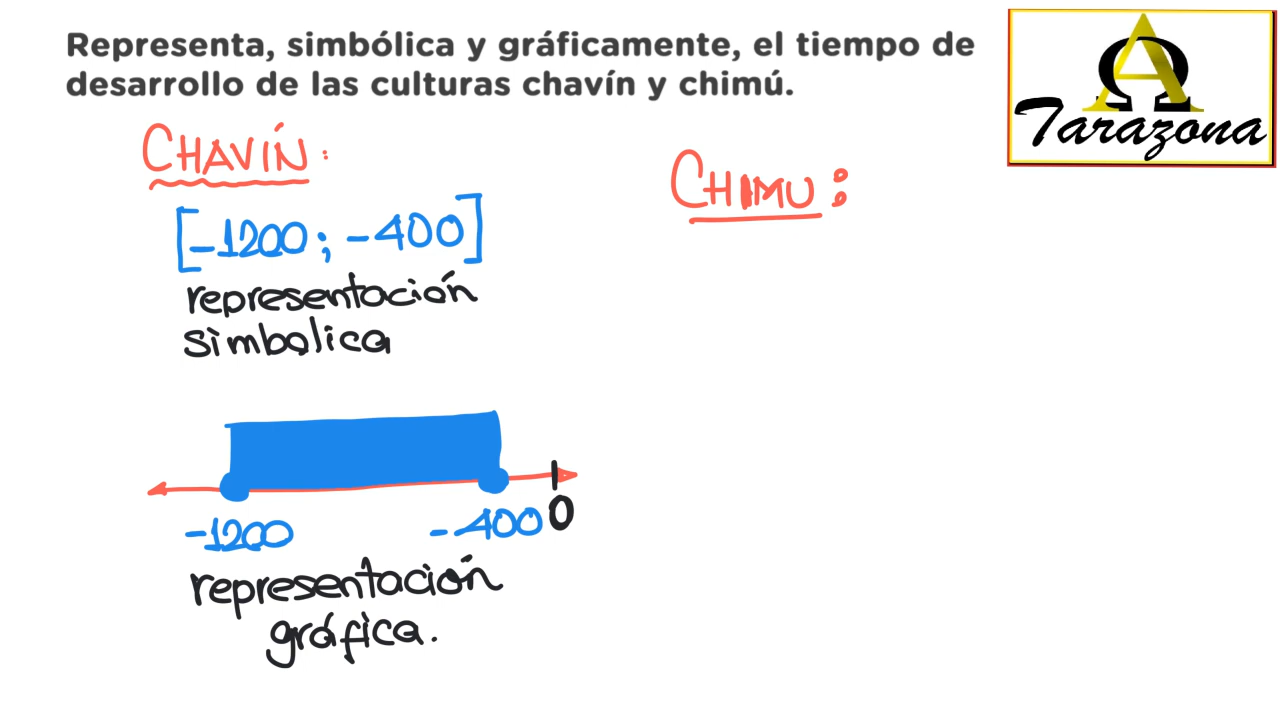 Representa, simbólica y gráficamente, el tiempo de
desarrollo de las culturas chavín y chimú.
AΩ
Tarazona
CHAVÍN:
[-1200; -400]
representación
simbolica
-1200 -400 0
representación
gráfica.
CHIMU: